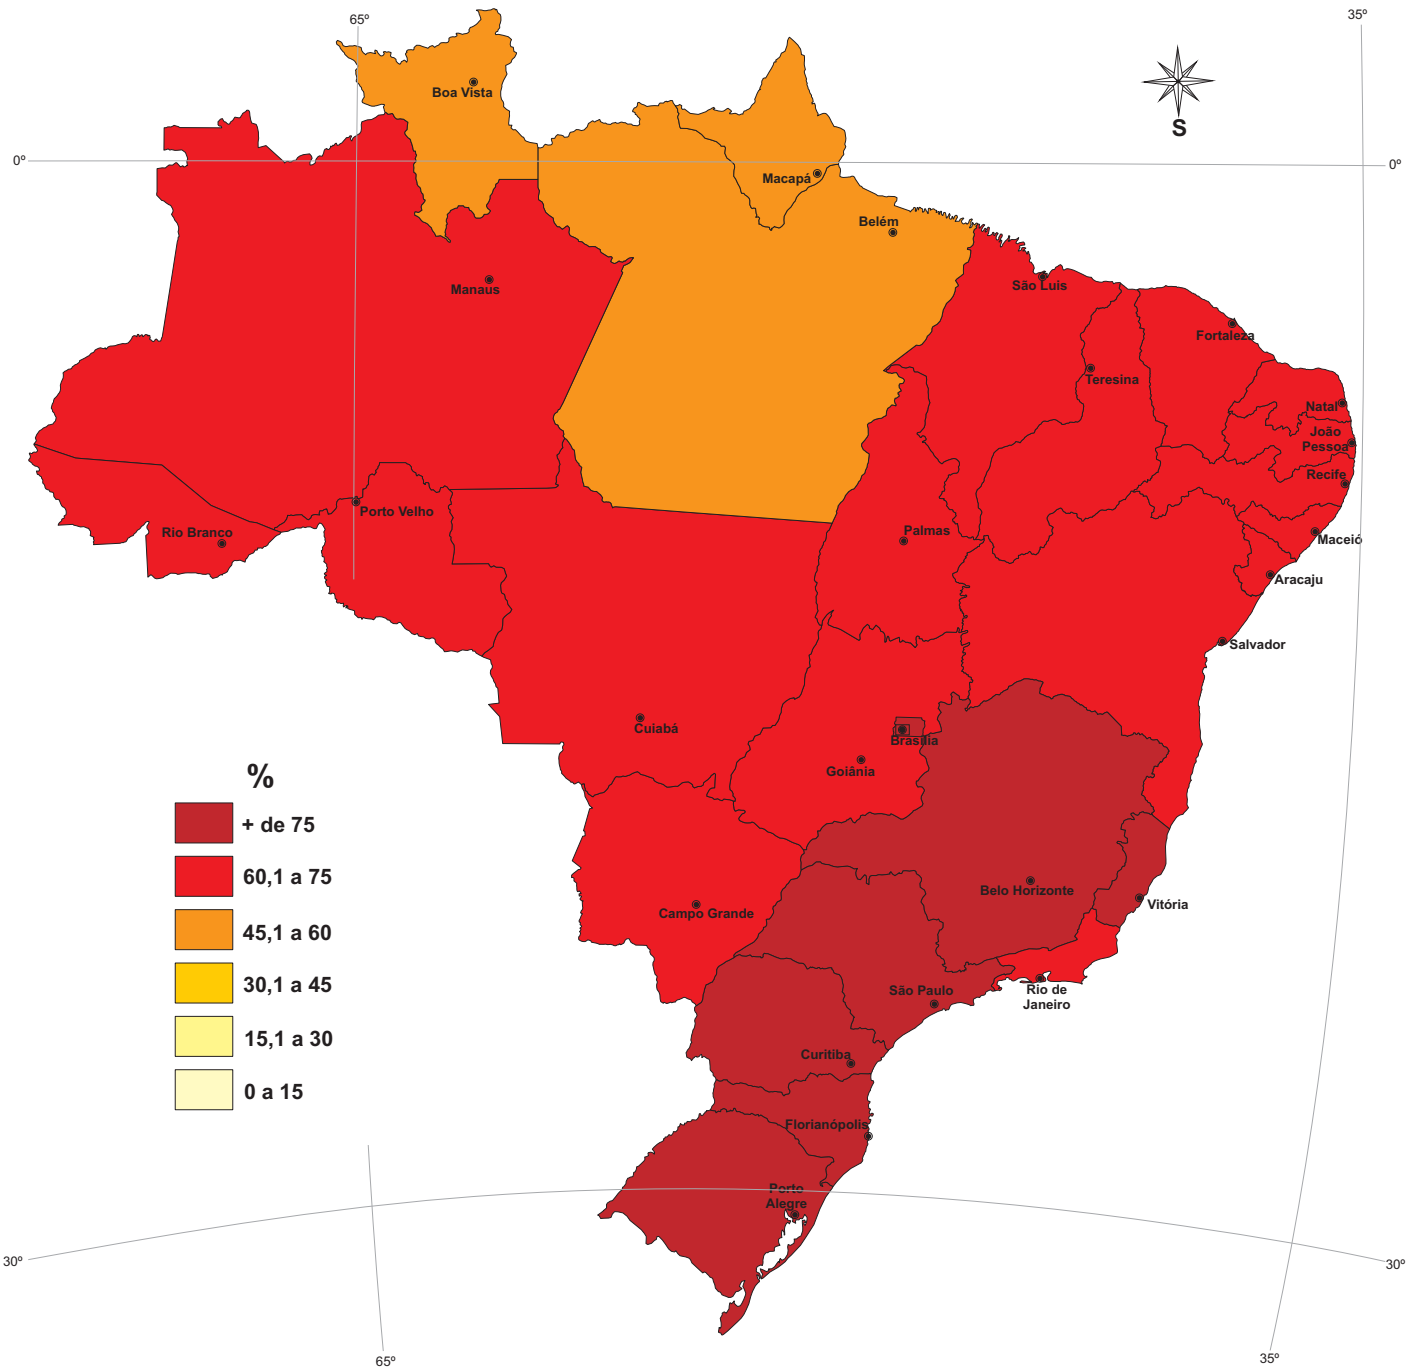 65º
35º
Boa Vista
S
0º
0º
Macapá
Belém
Manaus
São Luis
Fortaleza
Teresina
Natal
João
Pessoa
Recife
Porto Velho
Rio Branco
Palmas
Maceió
Aracaju
Salvador
Cuiabá
Brasília
Goiânia
%
+ de 75
60,1 a 75
45,1 a 60
30,1 a 45
15,1 a 30
0 a 15
Belo Horizonte
Vitória
Campo Grande
São Paulo
Rio de
Janeiro
Curitiba
Florianópolis
Porto
Alegre
30º
30º
65º
35º